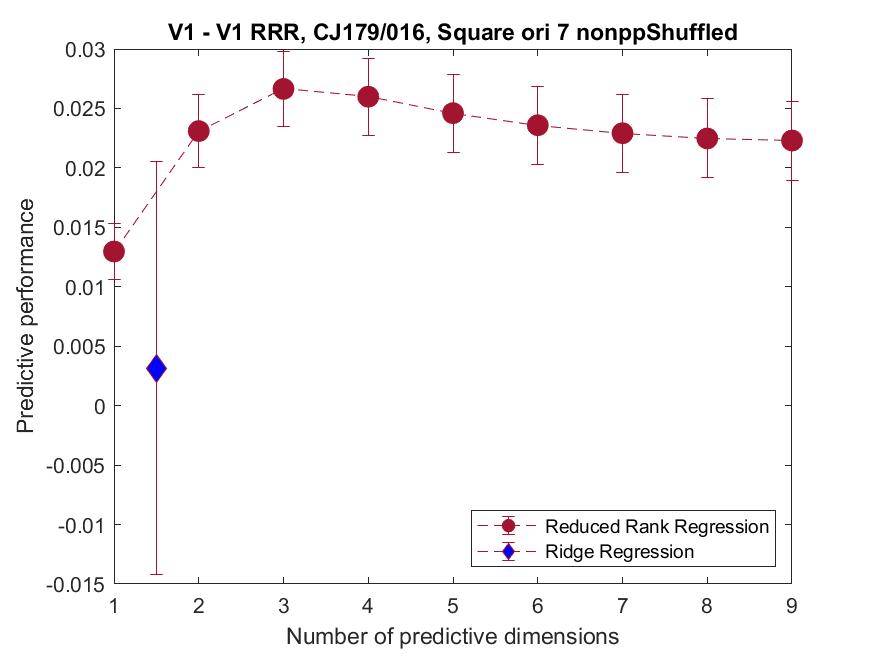 V1 - V1 RRR, CJ179/016, Square ori 7 nonppShuffled
0.03
0.025
0.02
0.015
0.01
0.005
0
-0.005
-0.01
-0.015
Predictive performance
1 2 3 4 5 6 7 8 9
Number of predictive dimensions
Reduced Rank Regression
Ridge Regression